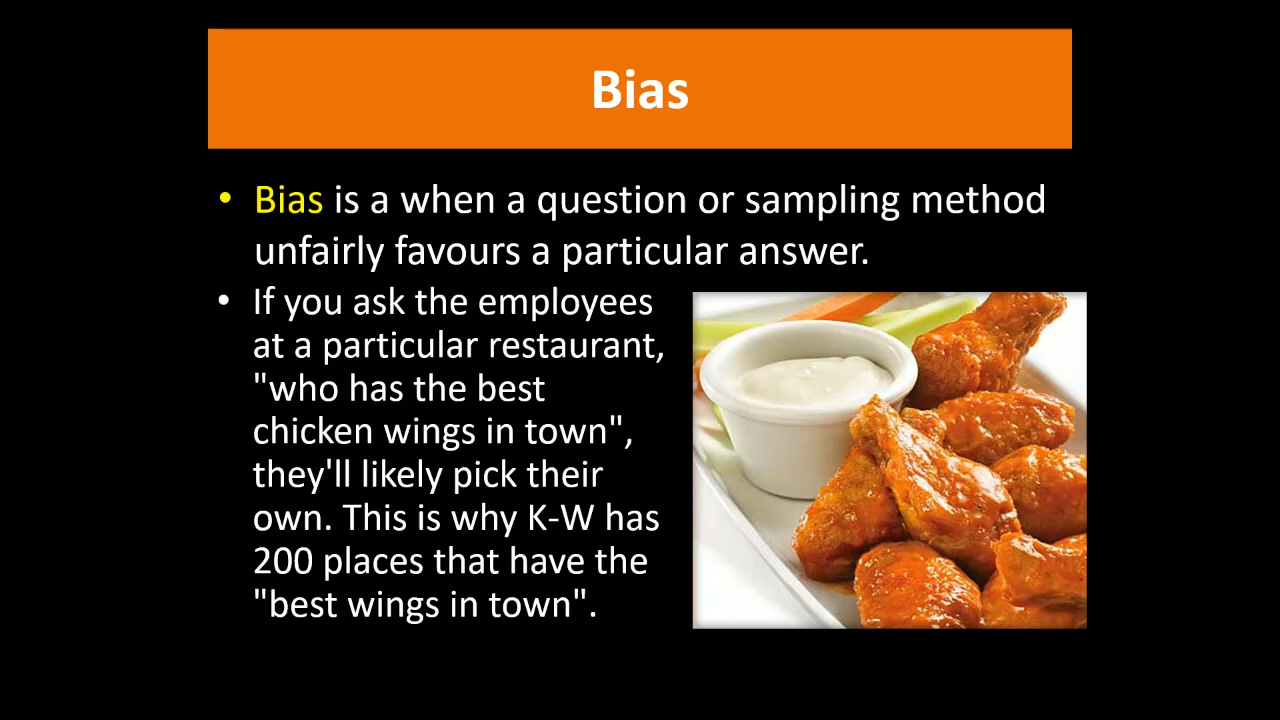 Bias
• Bias is a when a question or sampling method
unfairly favours a particular answer.
• If you ask the employees
at a particular restaurant,
"who has the best
chicken wings in town",
they'll likely pick their
own. This is why K-W has
200 places that have the
"best wings in town".